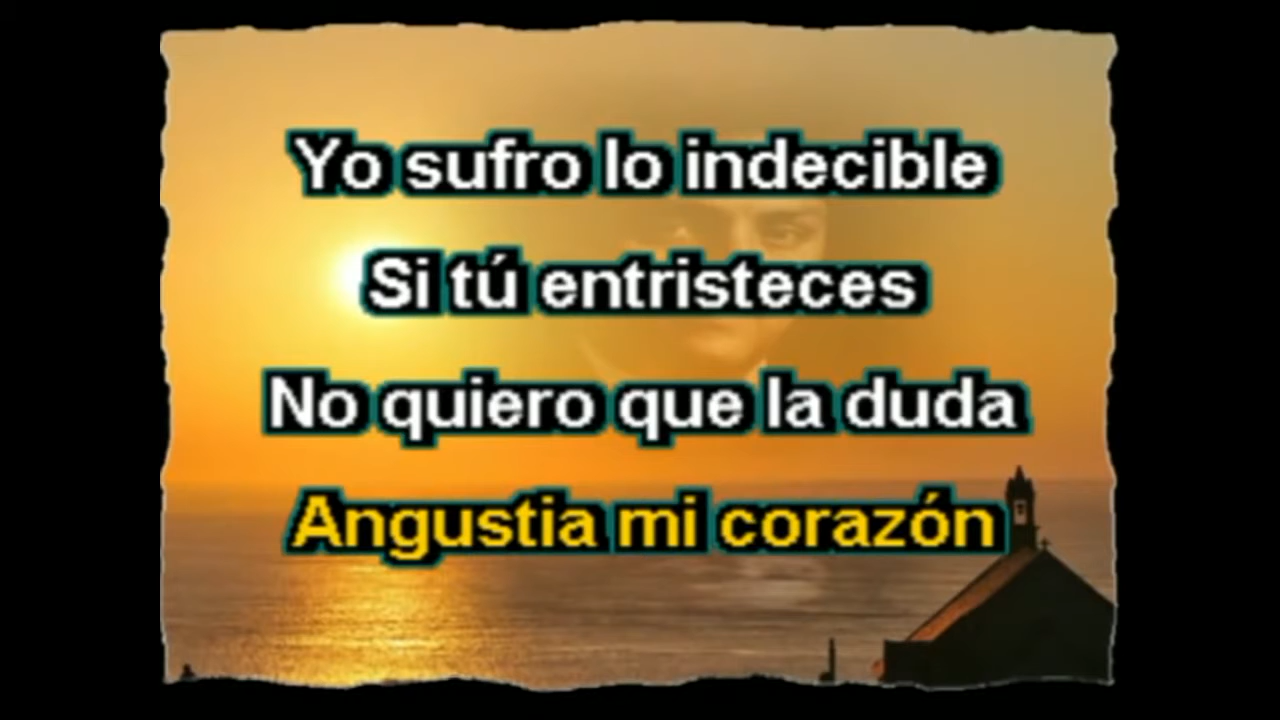 Yo sufro lo indecible
Si tú entristeces
No quiero que la duda
Angustia mi corazón